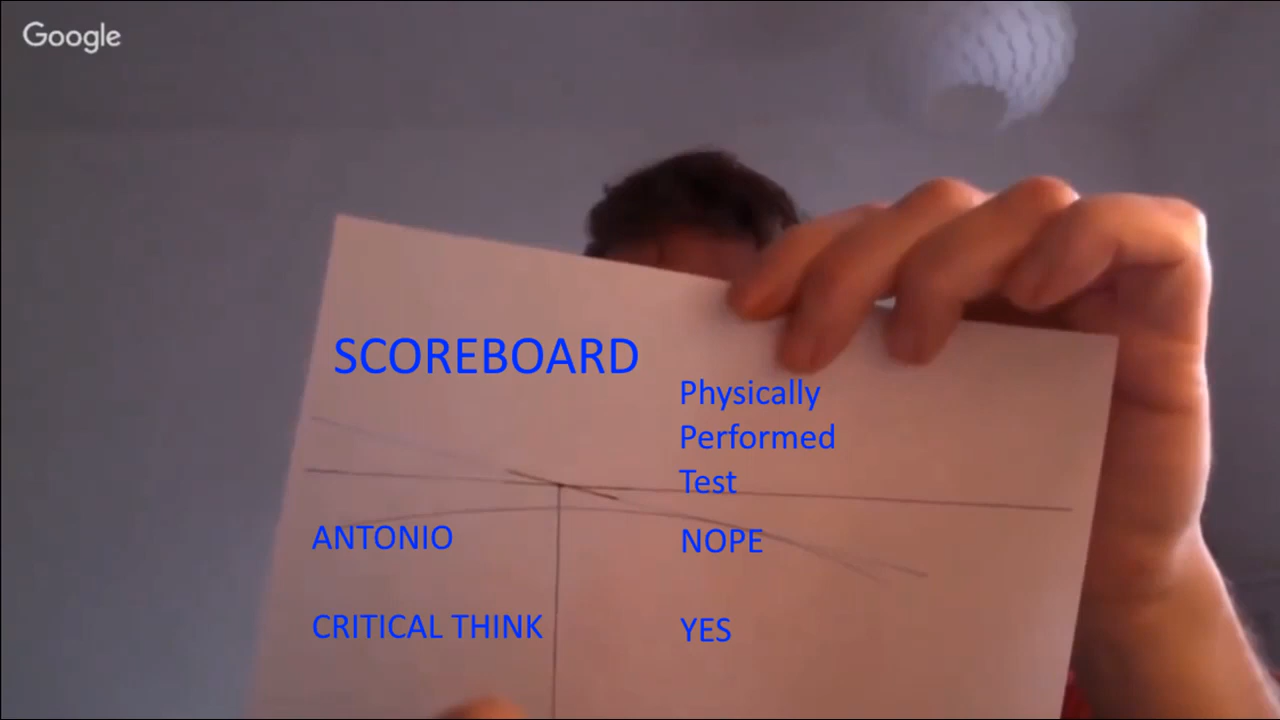 Google
SCOREBOARD
Physically
Performed
Test
ANTONIO NOPE
CRITICAL THINK YES